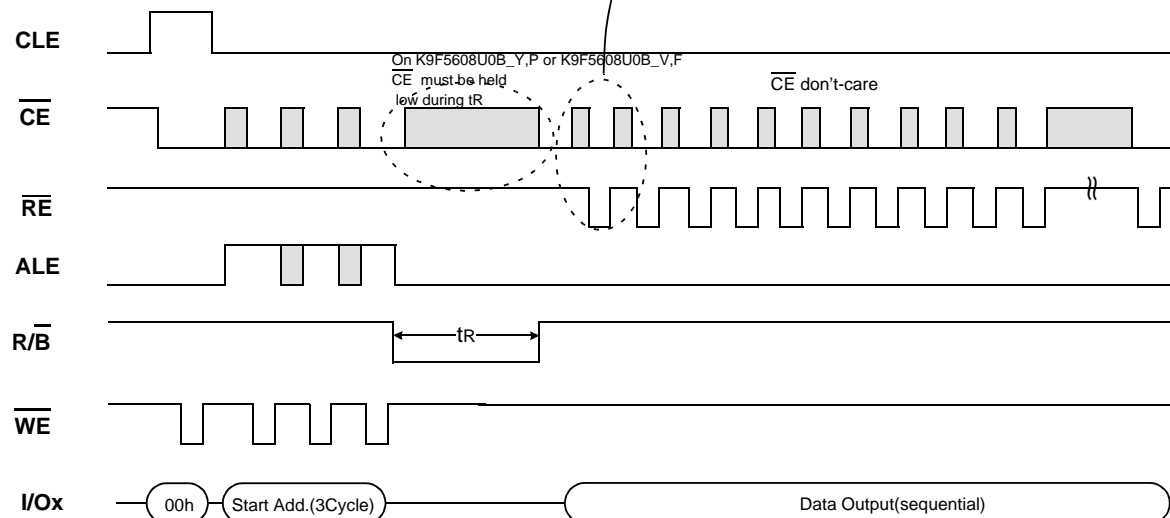 CLE
On K9F5608U0B_Y,P or K9F5608U0B_V,F
CE must be held
low during tR
CE don't-care
CE
RE
ALE
R/B
tR
WE
I/Ox
00h
Start Add.(3Cycle)
Data Output(sequential)